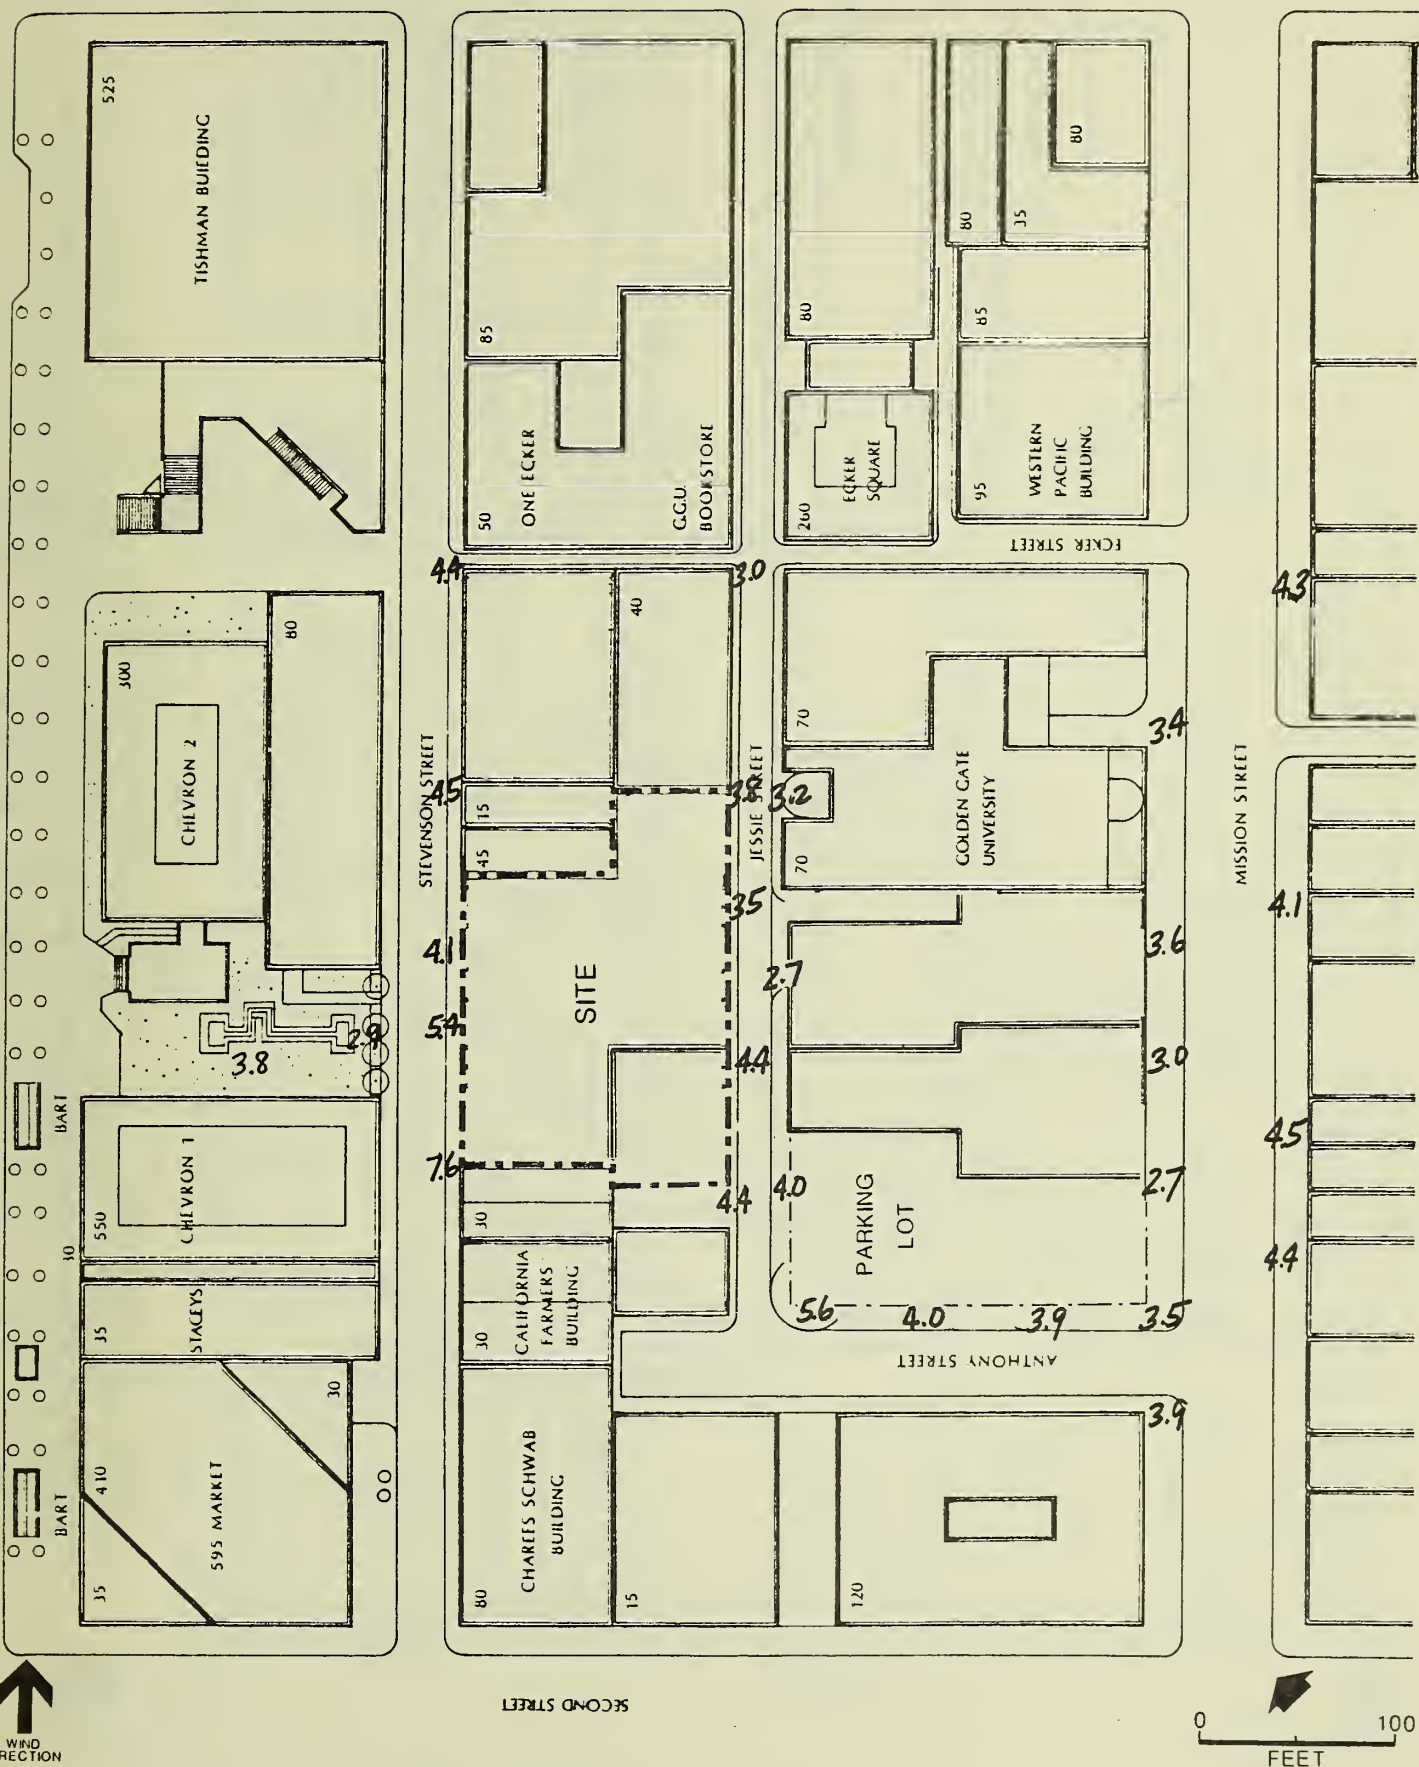 525
TISHMAN BUILDING
85
50
ONE ECKER
G.G.U.
BOOKSTORE
80
260
ECKER
SQUARE
80
35
80
85
95
WESTERN
PACIFIC
BUILDING
ECKER STREET
4.4
3.0
4.3
300
CHEVRON 2
80
STEVENSON STREET
40
4.5
15
45
3.8
3.2
JESSIE STREET
70
70
GOLDEN GATE
UNIVERSITY
3.4
MISSION STREET
3.5
4.1
4.1
SITE
2.7
3.6
5.4
2.9
3.8
4.4
3.0
BART
550
CHEVRON 1
7.6
30
4.4
4.0
PARKING
LOT
2.7
4.5
4.4
30
35
STACEYS
30
CALIFORNIA
FARMERS
BUILDING
5.6
4.0
3.9
3.5
ANTHONY STREET
30
410
35
595 MARKET
BART
80
CHARLES SCHWAB
BUILDING
15
120
3.9
SECOND STREET
WIND
RECTION
0
100
FEET